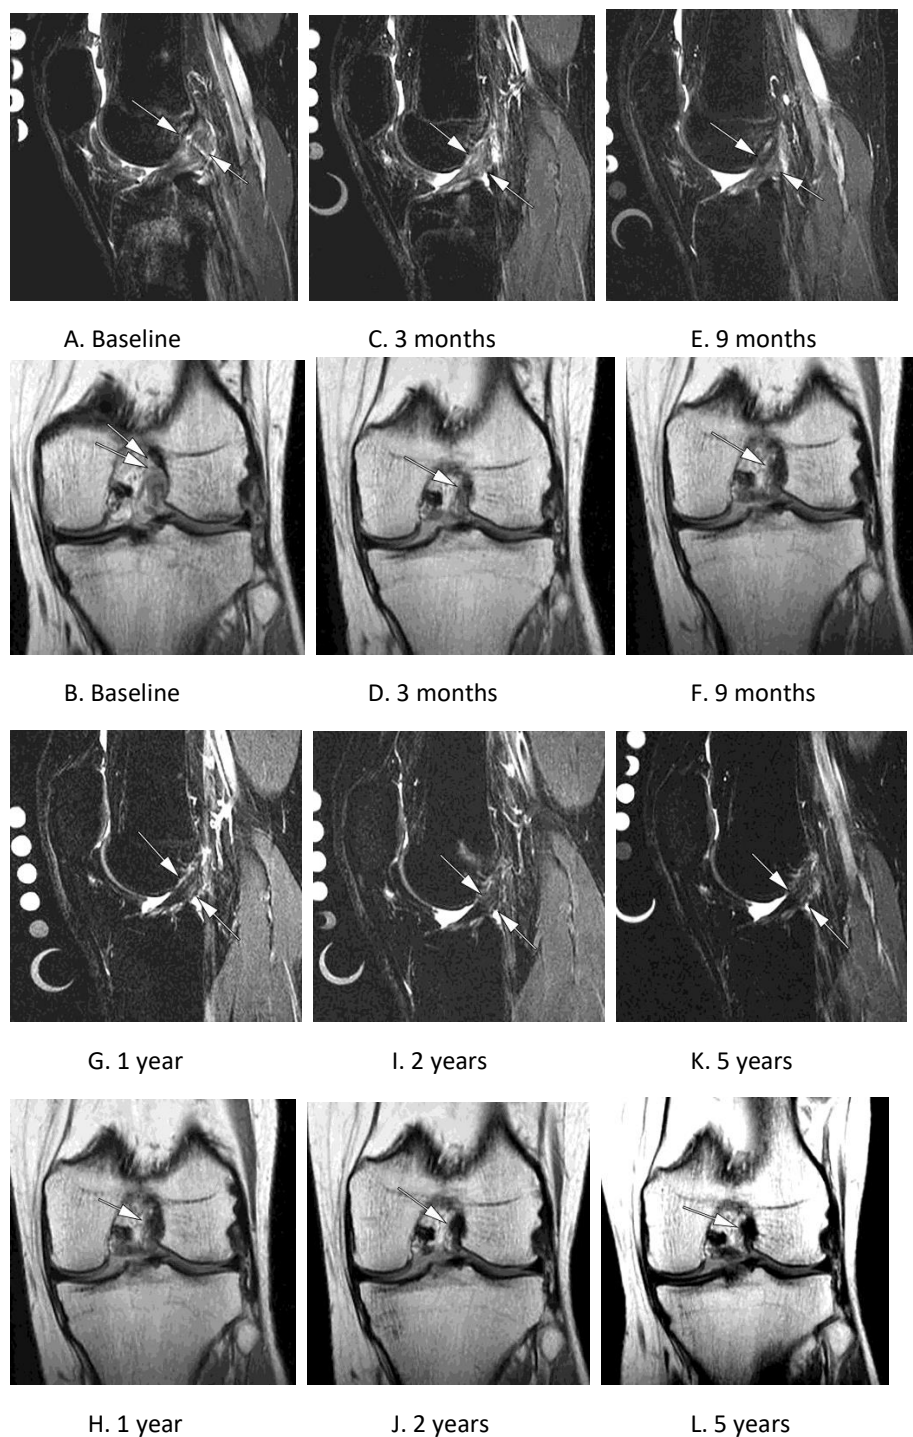 A. Baseline
C. 3 months
E. 9 months
B. Baseline
D. 3 months
F. 9 months
G. 1 year
I. 2 years
K. 5 years
H. 1 year
J. 2 years
L. 5 years